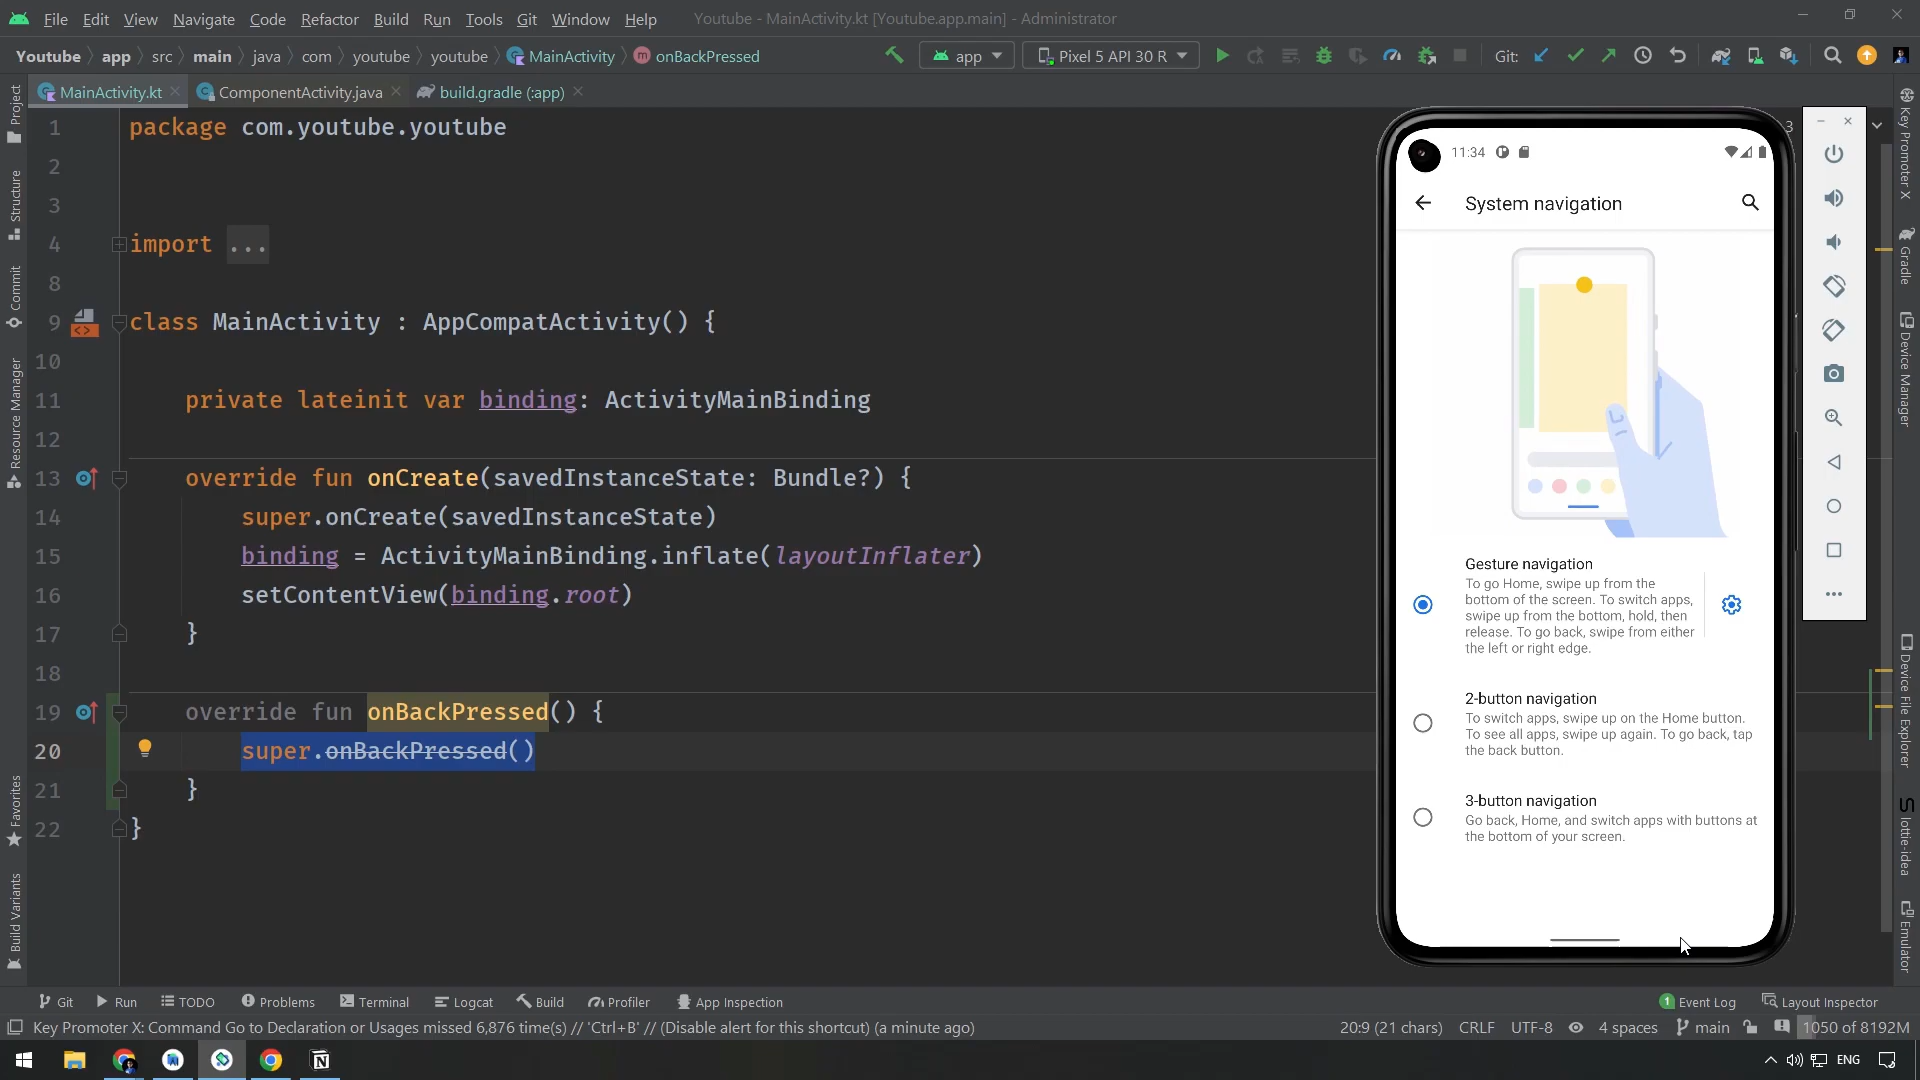 File Edit View Navigate Code Refactor Build Run Tools Git Window Help Youtube - MainActivity.kt [Youtube.app.main] - Administrator
Youtube app src main java com youtube youtube MainActivity onBackPressed app Pixel 5 API 30 R Git:
MainActivity.kt ComponentActivity.java build.gradle (:app)
Project
Structure
Commit
Resource Manager
Favorites
Build Variants
1 package com.youtube.youtube
2
3
4 import ...
8
9 class MainActivity : AppCompatActivity() {
10
11 private lateinit var binding: ActivityMainBinding
12
13 override fun onCreate(savedInstanceState: Bundle?) {
14 super.onCreate(savedInstanceState)
15 binding = ActivityMainBinding.inflate(layoutInflater)
16 setContentView(binding.root)
17 }
18
19 override fun onBackPressed() {
20 super.onBackPressed()
21 }
22 }
3
11:34
System navigation
Gesture navigation
To go Home, swipe up from the
bottom of the screen. To switch apps,
swipe up from the bottom, hold, then
release. To go back, swipe from either
the left or right edge.
2-button navigation
To switch apps, swipe up on the Home button.
To see all apps, swipe up again. To go back, tap
the back button.
3-button navigation
Go back, Home, and switch apps with buttons at
the bottom of your screen.
Key Promoter X
Gradle
Device Manager
Device File Explorer
lottie-idea
Emulator
Git Run TODO Problems Terminal Logcat Build Profiler App Inspection 1 Event Log Layout Inspector
Key Promoter X: Command Go to Declaration or Usages missed 6,876 time(s) // 'Ctrl+B' // (Disable alert for this shortcut) (a minute ago) 20:9 (21 chars) CRLF UTF-8 4 spaces main 1050 of 8192M
ENG